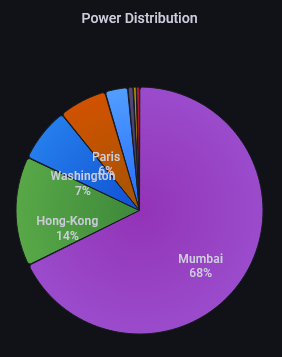 Power Distribution
Paris
6%
Washington
7%
Hong-Kong
14%
Mumbai
68%